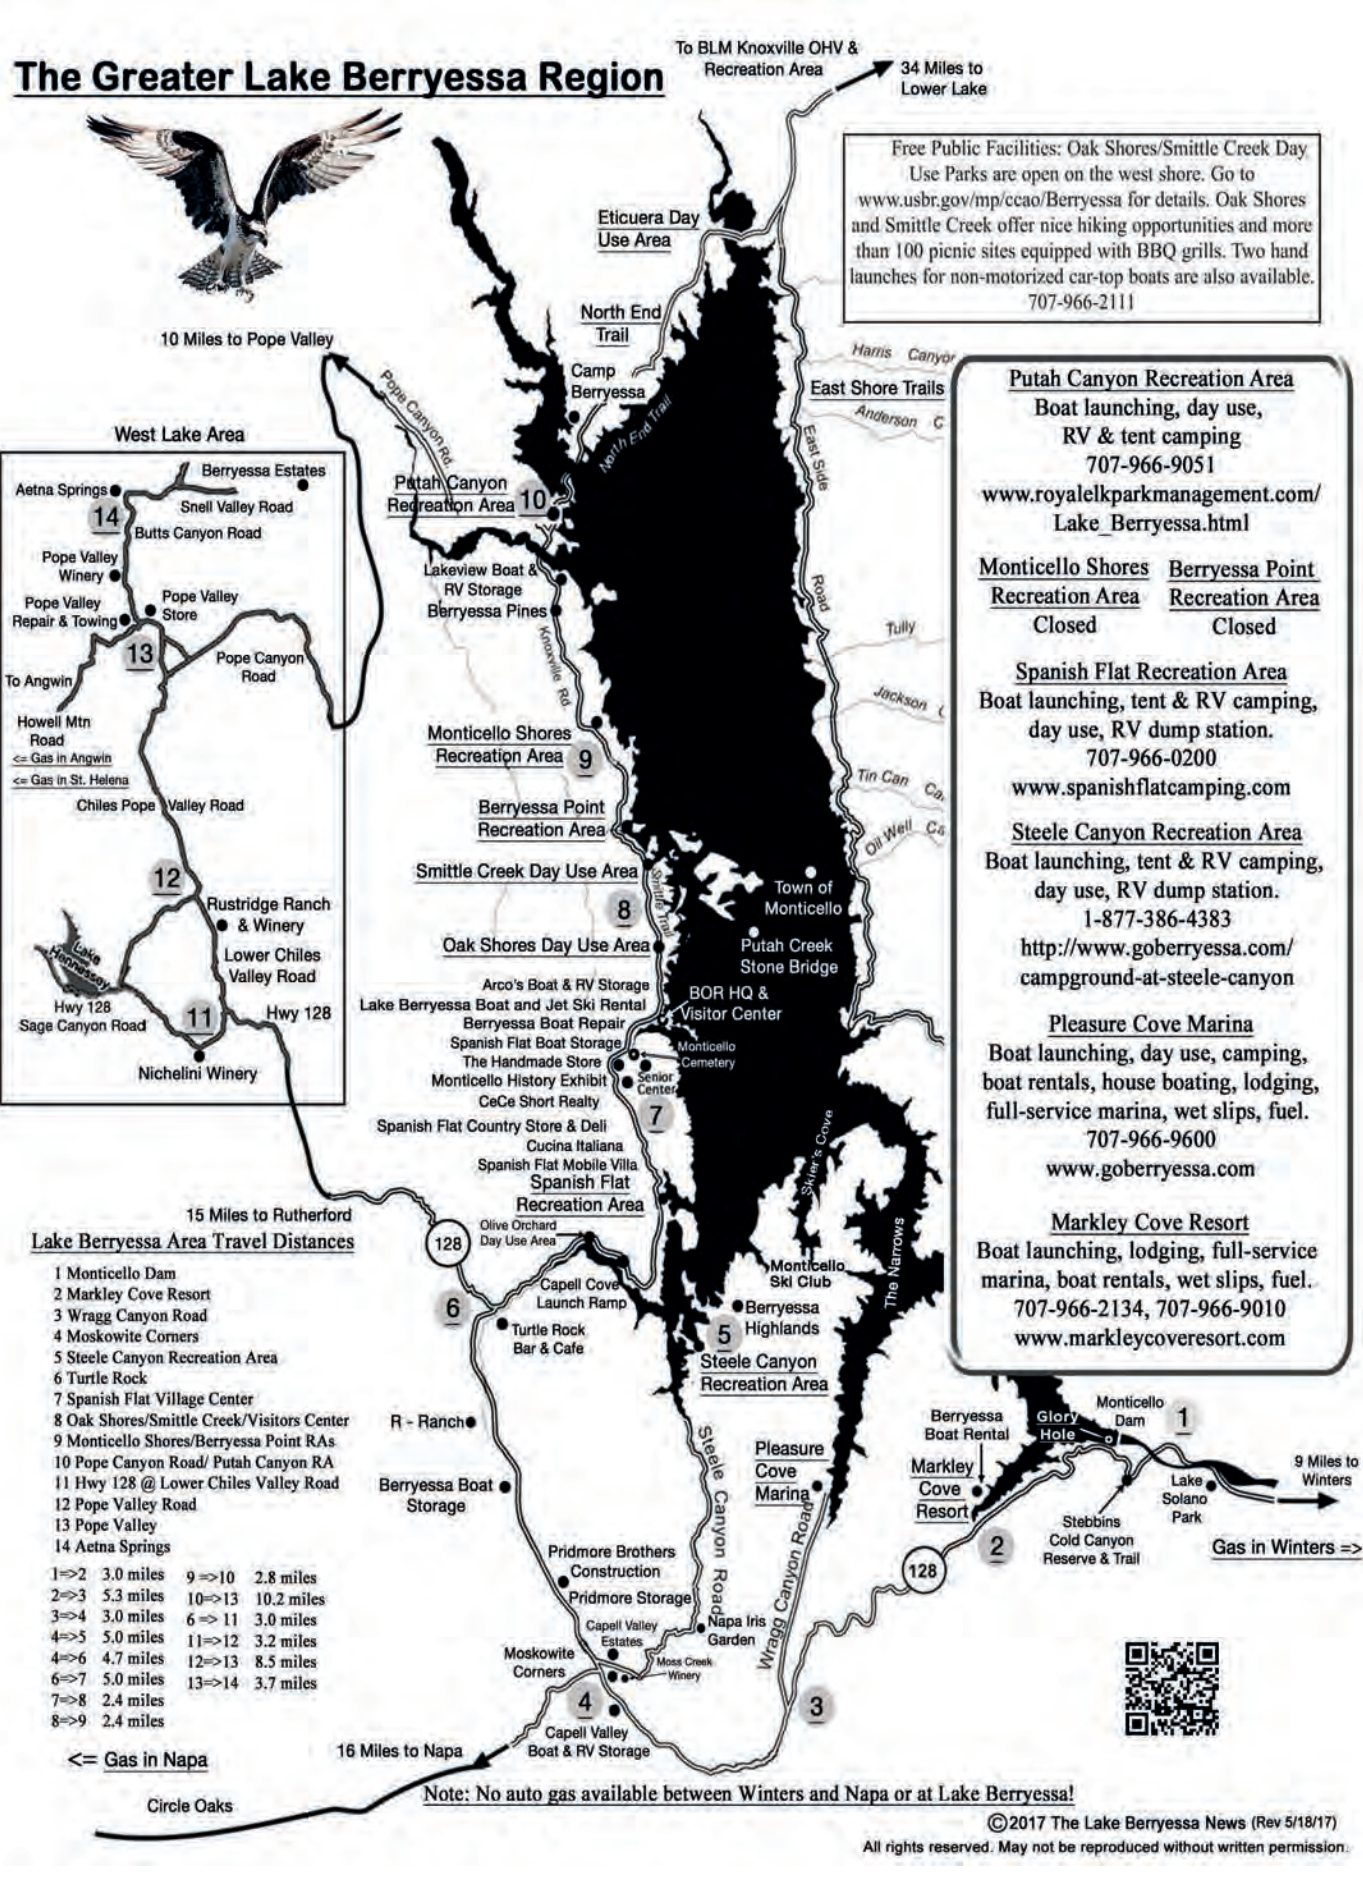 The Greater Lake Berryessa Region
To BLM Knoxville OHV &
Recreation Area
34 Miles to
Lower Lake
Free Public Facilities: Oak Shores/Smittle Creek Day
Use Parks are open on the west shore. Go to
www.usbr.gov/mp/ccao/Berryessa for details. Oak Shores
and Smittle Creek offer nice hiking opportunities and more
than 100 picnic sites equipped with BBQ grills. Two hand
launches for non-motorized car-top boats are also available.
707-966-2111
Eticuera Day
Use Area
North End
Trail
Camp
Berryessa
North End Trail
10 Miles to Pope Valley
Pope Canyon Rd.
Harris Canyon
East Shore Trails
Anderson C
East Side
Road
Tully
Jackson
Tin Can Ca.
Oil Well Ca
Putah Canyon
Recreation Area
10
Lakeview Boat &
RV Storage
Berryessa Pines
Knoxville Rd
Monticello Shores
Recreation Area
9
Berryessa Point
Recreation Area
Smittle Creek Day Use Area
Smittle Trail
8
Oak Shores Day Use Area
Town of
Monticello
Putah Creek
Stone Bridge
BOR HQ &
Visitor Center
Arco's Boat & RV Storage
Lake Berryessa Boat and Jet Ski Rental
Berryessa Boat Repair
Spanish Flat Boat Storage
The Handmade Store
Monticello History Exhibit
CeCe Short Realty
Monticello
Cemetery
Senior
Center
7
Spanish Flat Country Store & Deli
Cucina Italiana
Spanish Flat Mobile Villa
Spanish Flat
Recreation Area
Olive Orchard
Day Use Area
Capell Cove
Launch Ramp
Skier's Cove
The Narrows
Monticello
Ski Club
Berryessa
Highlands
5
Steele Canyon
Recreation Area
West Lake Area
Aetna Springs
Berryessa Estates
Snell Valley Road
14
Butts Canyon Road
Pope Valley
Winery
Pope Valley
Repair & Towing
Pope Valley
Store
13
Pope Canyon
Road
To Angwin
Howell Mtn
Road
<= Gas in Angwin
<= Gas in St. Helena
Chiles Pope Valley Road
12
Rustridge Ranch
& Winery
Lower Chiles
Valley Road
Lake
Hennessey
Hwy 128
Sage Canyon Road
11
Hwy 128
Nichelini Winery
Putah Canyon Recreation Area
Boat launching, day use,
RV & tent camping
707-966-9051
www.royalelkparkmanagement.com/
Lake_Berryessa.html
Monticello Shores
Recreation Area
Closed
Berryessa Point
Recreation Area
Closed
Spanish Flat Recreation Area
Boat launching, tent & RV camping,
day use, RV dump station.
707-966-0200
www.spanishflatcamping.com
Steele Canyon Recreation Area
Boat launching, tent & RV camping,
day use, RV dump station.
1-877-386-4383
http://www.goberryessa.com/
campground-at-steele-canyon
Pleasure Cove Marina
Boat launching, day use, camping,
boat rentals, house boating, lodging,
full-service marina, wet slips, fuel.
707-966-9600
www.goberryessa.com
Markley Cove Resort
Boat launching, lodging, full-service
marina, boat rentals, wet slips, fuel.
707-966-2134, 707-966-9010
www.markleycoveresort.com
15 Miles to Rutherford
128
6
Turtle Rock
Bar & Cafe
R - Ranch
Berryessa Boat
Storage
Steele Canyon Road
Pleasure
Cove
Marina
Wragg Canyon Road
Pridmore Brothers
Construction
Pridmore Storage
Capell Valley
Estates
Napa Iris
Garden
Moss Creek
Winery
Moskowite
Corners
4
Capell Valley
Boat & RV Storage
3
Berryessa
Boat Rental
Markley
Cove
Resort
2
128
Glory
Hole
Monticello
Dam
1
Stebbins
Cold Canyon
Reserve & Trail
Lake
Solano
Park
9 Miles to
Winters
Gas in Winters =>
Lake Berryessa Area Travel Distances
1 Monticello Dam
2 Markley Cove Resort
3 Wragg Canyon Road
4 Moskowite Corners
5 Steele Canyon Recreation Area
6 Turtle Rock
7 Spanish Flat Village Center
8 Oak Shores/Smittle Creek/Visitors Center
9 Monticello Shores/Berryessa Point RAs
10 Pope Canyon Road/ Putah Canyon RA
11 Hwy 128 @ Lower Chiles Valley Road
12 Pope Valley Road
13 Pope Valley
14 Aetna Springs
1=>2 3.0 miles
2=>3 5.3 miles
3=>4 3.0 miles
4=>5 5.0 miles
4=>6 4.7 miles
6=>7 5.0 miles
7=>8 2.4 miles
8=>9 2.4 miles
9=>10 2.8 miles
10=>13 10.2 miles
6=>11 3.0 miles
11=>12 3.2 miles
12=>13 8.5 miles
13=>14 3.7 miles
<= Gas in Napa
16 Miles to Napa
Circle Oaks
Note: No auto gas available between Winters and Napa or at Lake Berryessa!
©2017 The Lake Berryessa News (Rev 5/18/17)
All rights reserved. May not be reproduced without written permission.